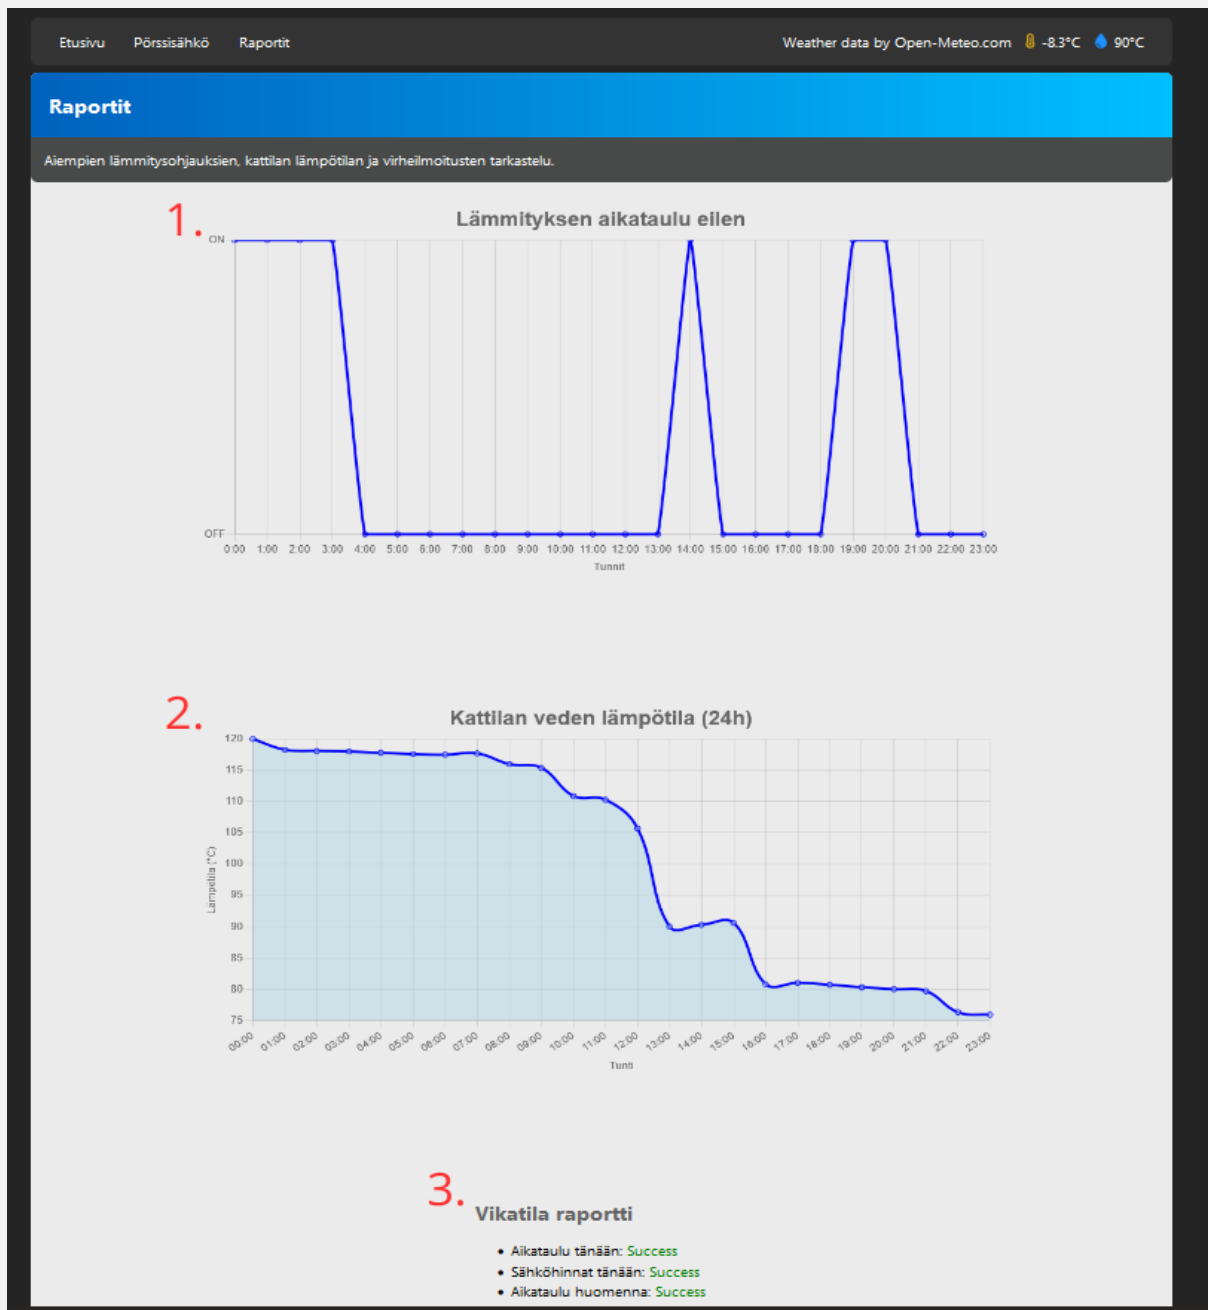 Etusivu Pörssisähkö Raportit Weather data by Open-Meteo.com -8.3°C 90°C
Raportit
Aiempien lämmitysohjauksien, kattilan lämpötilan ja virheilmoitusten tarkastelu.
1.
Lämmityksen aikataulu eilen
ON
OFF
0:00 1:00 2:00 3:00 4:00 5:00 6:00 7:00 8:00 9:00 10:00 11:00 12:00 13:00 14:00 15:00 16:00 17:00 18:00 19:00 20:00 21:00 22:00 23:00
Tunnit
2.
Kattilan veden lämpötila (24h)
120
115
110
105
100
95
90
85
80
75
Lämpötila (°C)
00:00 01:00 02:00 03:00 04:00 05:00 06:00 07:00 08:00 09:00 10:00 11:00 12:00 13:00 14:00 15:00 16:00 17:00 18:00 19:00 20:00 21:00 22:00 23:00
Tunti
3.
Vikatila raportti
• Aikataulu tänään: Success
• Sähköhinnat tänään: Success
• Aikataulu huomenna: Success